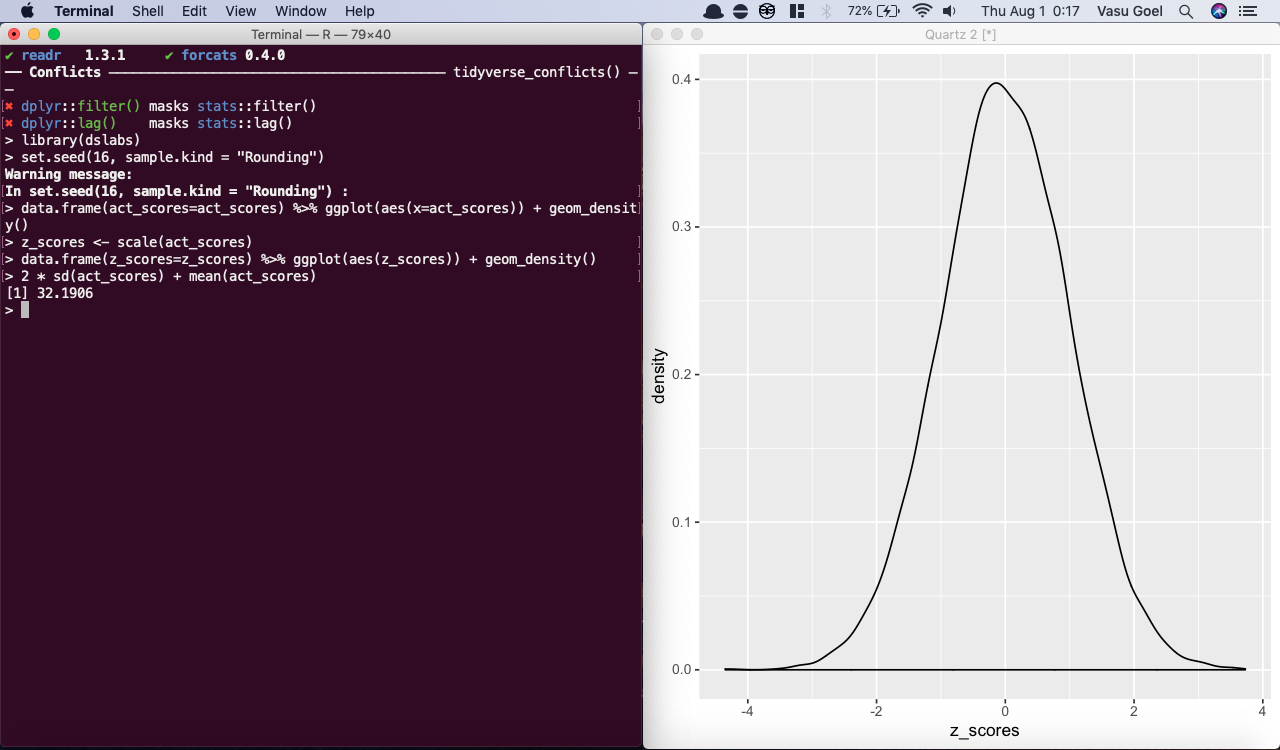 Terminal Shell Edit View Window Help 72% Thu Aug 1 0:17 Vasu Goel
Terminal — R — 79×40
✔ readr 1.3.1 ✔ forcats 0.4.0
── Conflicts ─────────────────────────────────────────── tidyverse_conflicts() ─
─
✖ dplyr::filter() masks stats::filter()
✖ dplyr::lag() masks stats::lag()
> library(dslabs)
> set.seed(16, sample.kind = "Rounding")
Warning message:
In set.seed(16, sample.kind = "Rounding") :
> data.frame(act_scores=act_scores) %>% ggplot(aes(x=act_scores)) + geom_densit
y()
> z_scores <- scale(act_scores)
> data.frame(z_scores=z_scores) %>% ggplot(aes(z_scores)) + geom_density()
> 2 * sd(act_scores) + mean(act_scores)
[1] 32.1906
>
Quartz 2 [*]
0.4
0.3
0.2
0.1
0.0
density
-4 -2 0 2 4
z_scores